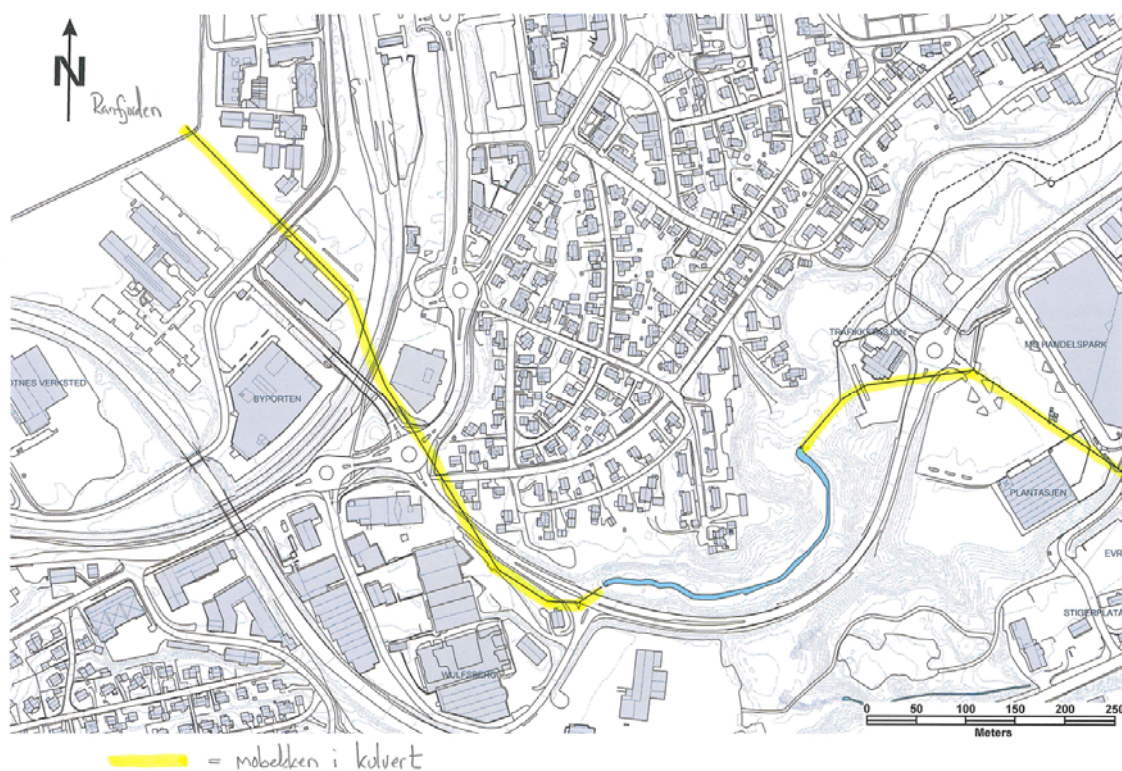 N
Ranfjorden
TRAFIKKSTASJON
MO HANDELSPARK
OTNES VERKSTED
BYPORTEN
PLANTASJEN
EVR
STIGERPLATÅ
WULFSBERG
0 50 100 150 200 250
Meters
= mobekken i kulvert